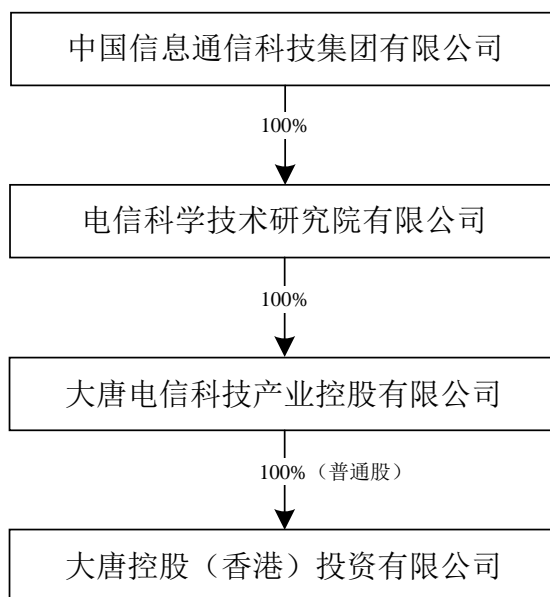 中国信息通信科技集团有限公司
100%
电信科学技术研究院有限公司
100%
大唐电信科技产业控股有限公司
100%（普通股）
大唐控股（香港）投资有限公司